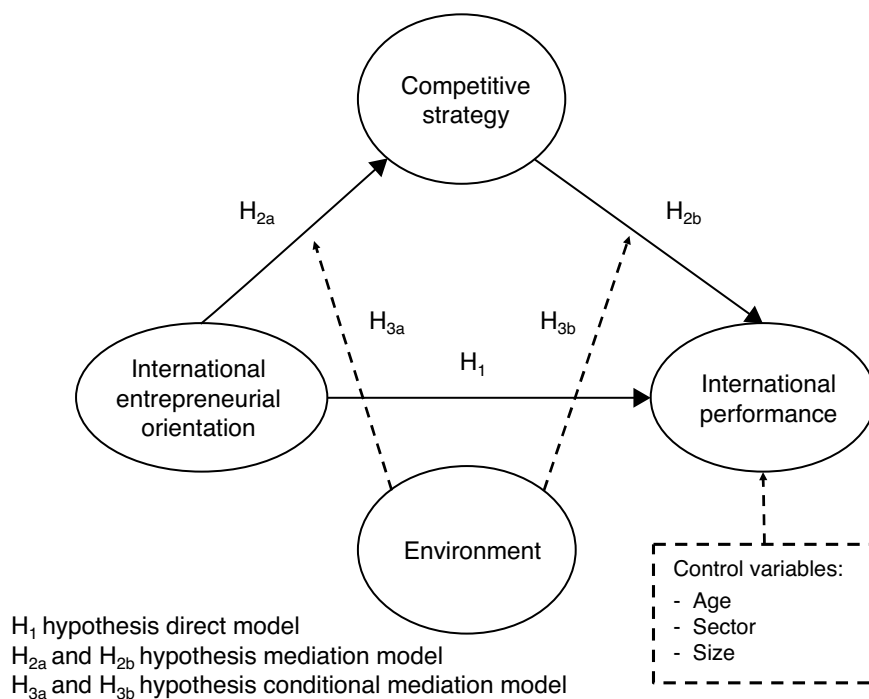 Competitive
strategy
H2a
H2b
H3a
H3b
H1
International
entrepreneurial
orientation
International
performance
Environment
Control variables:
- Age
- Sector
- Size
H1 hypothesis direct model
H2a and H2b hypothesis mediation model
H3a and H3b hypothesis conditional mediation model